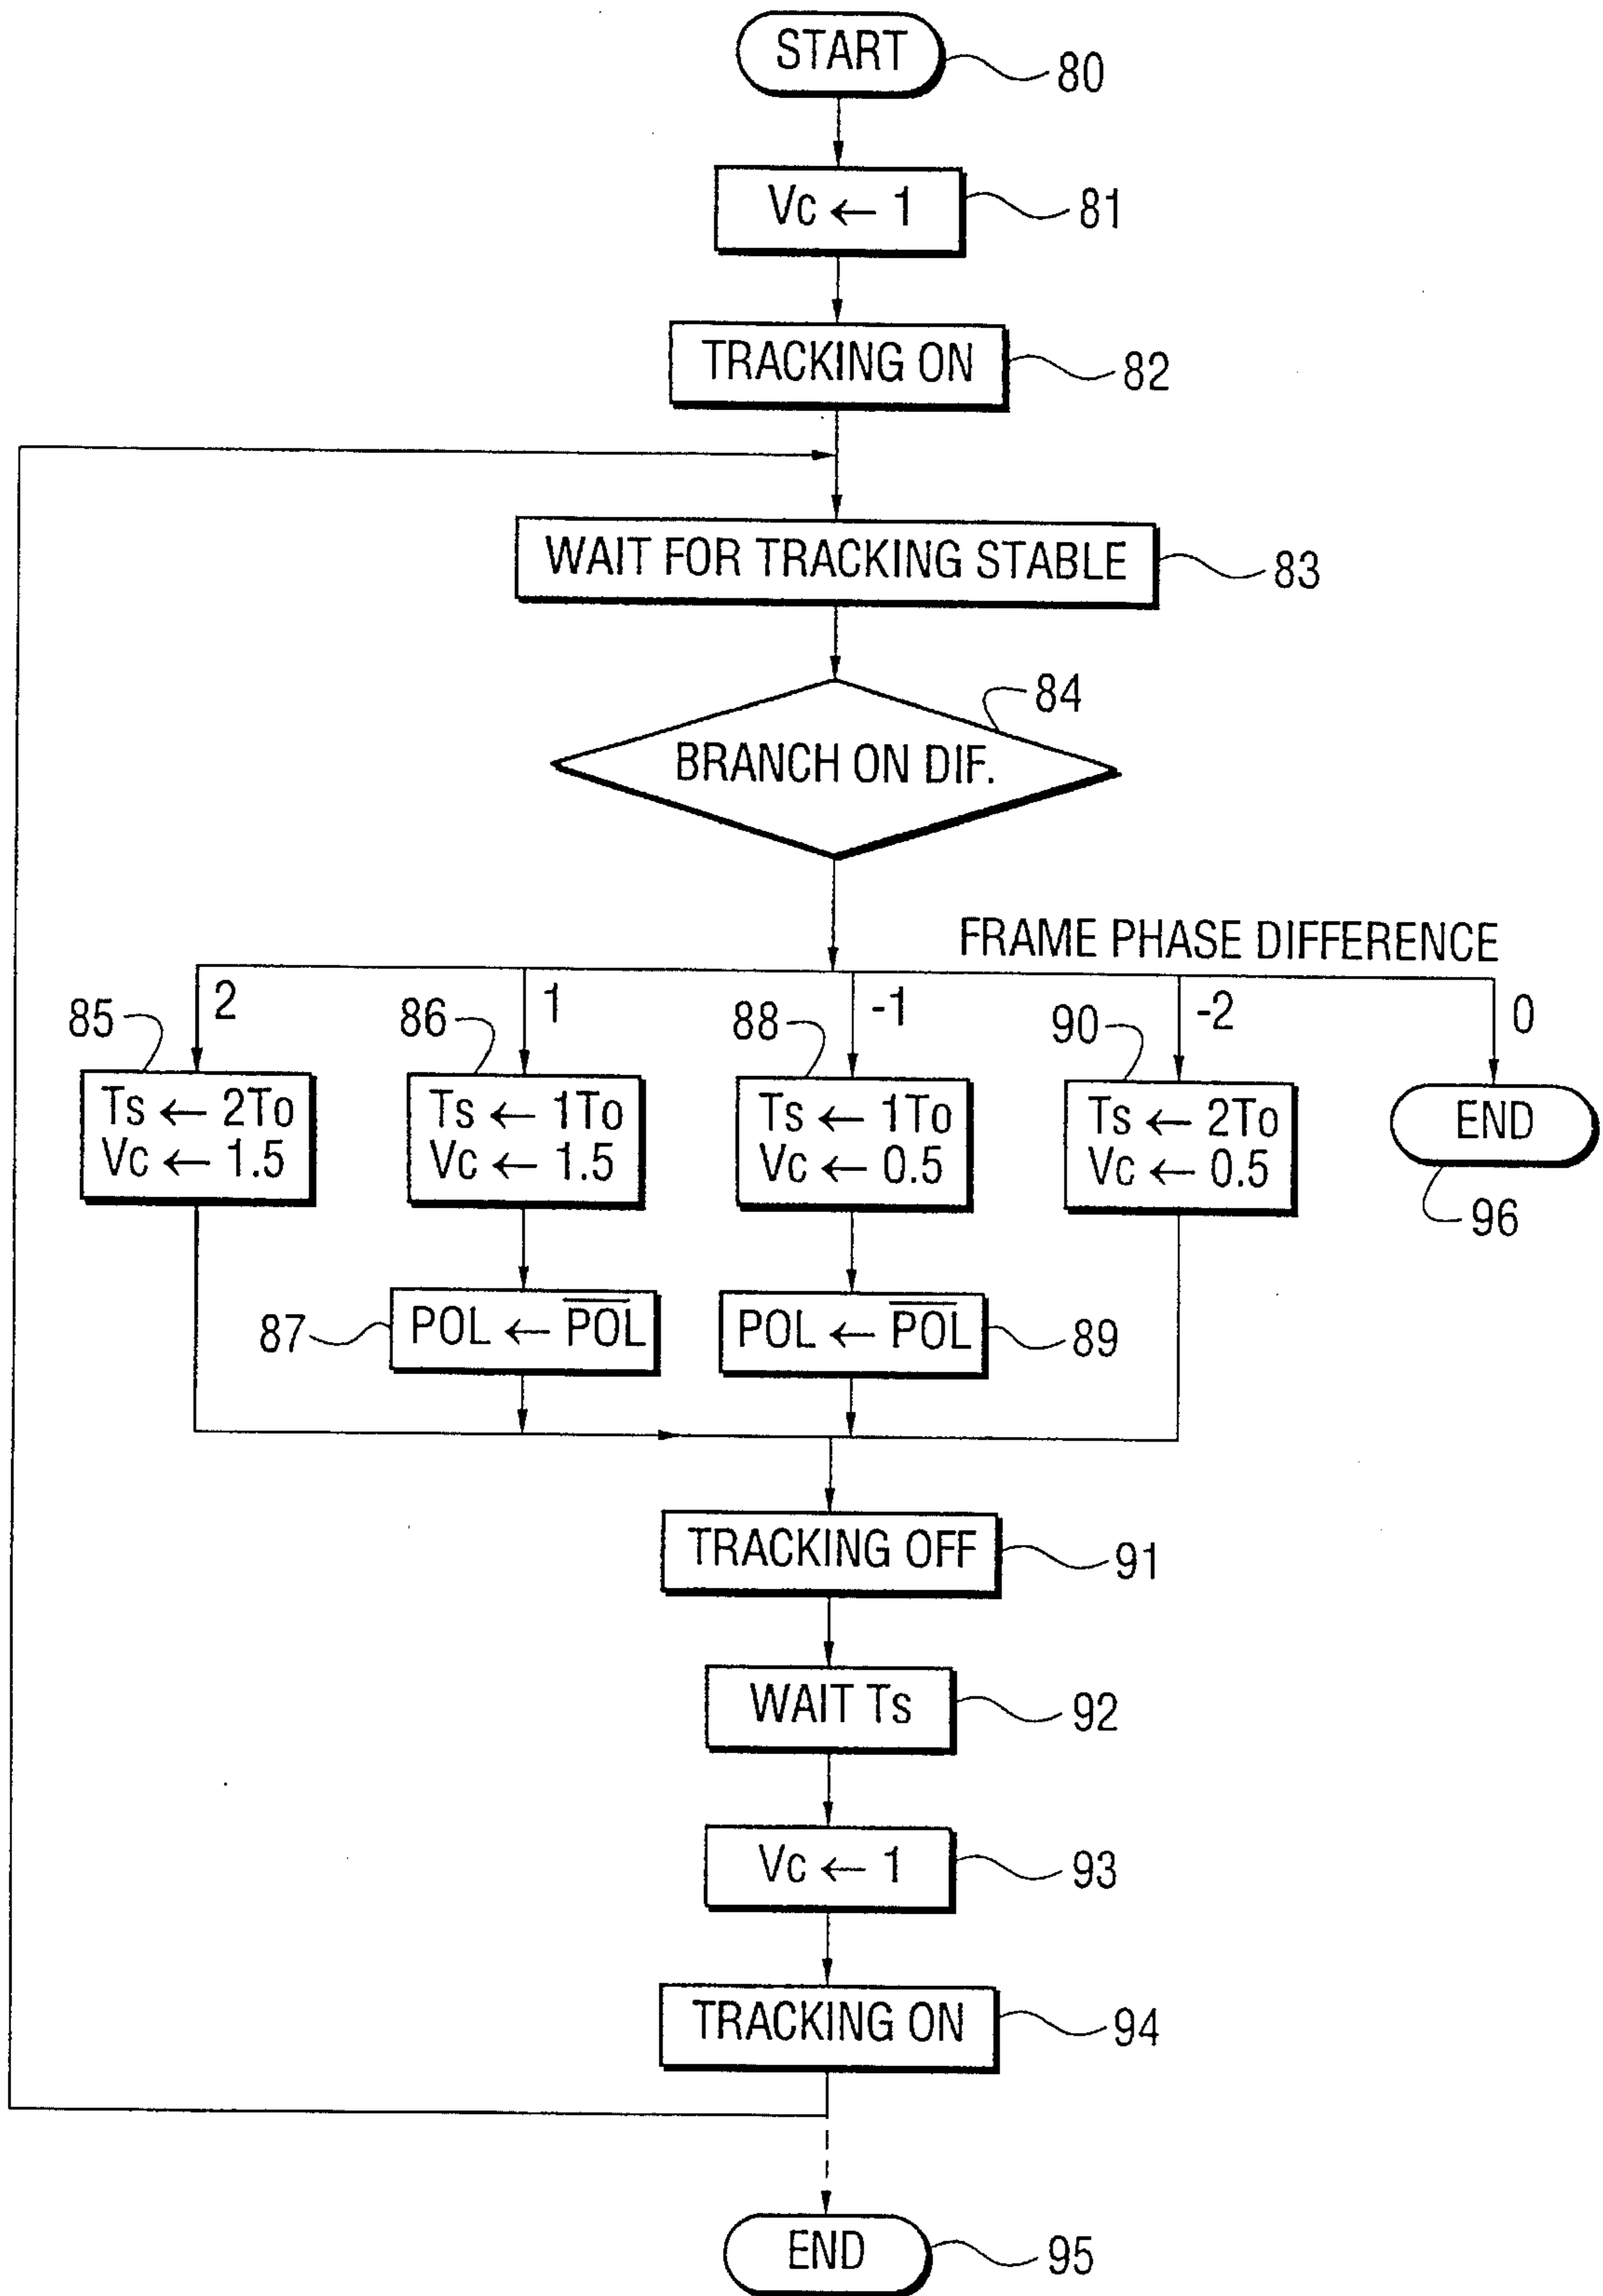 START
80
Vc ← 1
81
TRACKING ON
82
WAIT FOR TRACKING STABLE
83
84
BRANCH ON DIF.
FRAME PHASE DIFFERENCE
2
1
-1
-2
0
85
86
88
90
Ts ← 2To
Vc ← 1.5
Ts ← 1To
Vc ← 1.5
Ts ← 1To
Vc ← 0.5
Ts ← 2To
Vc ← 0.5
END
96
87
POL ← P̅O̅L̅
POL ← P̅O̅L̅
89
TRACKING OFF
91
WAIT Ts
92
Vc ← 1
93
TRACKING ON
94
END
95